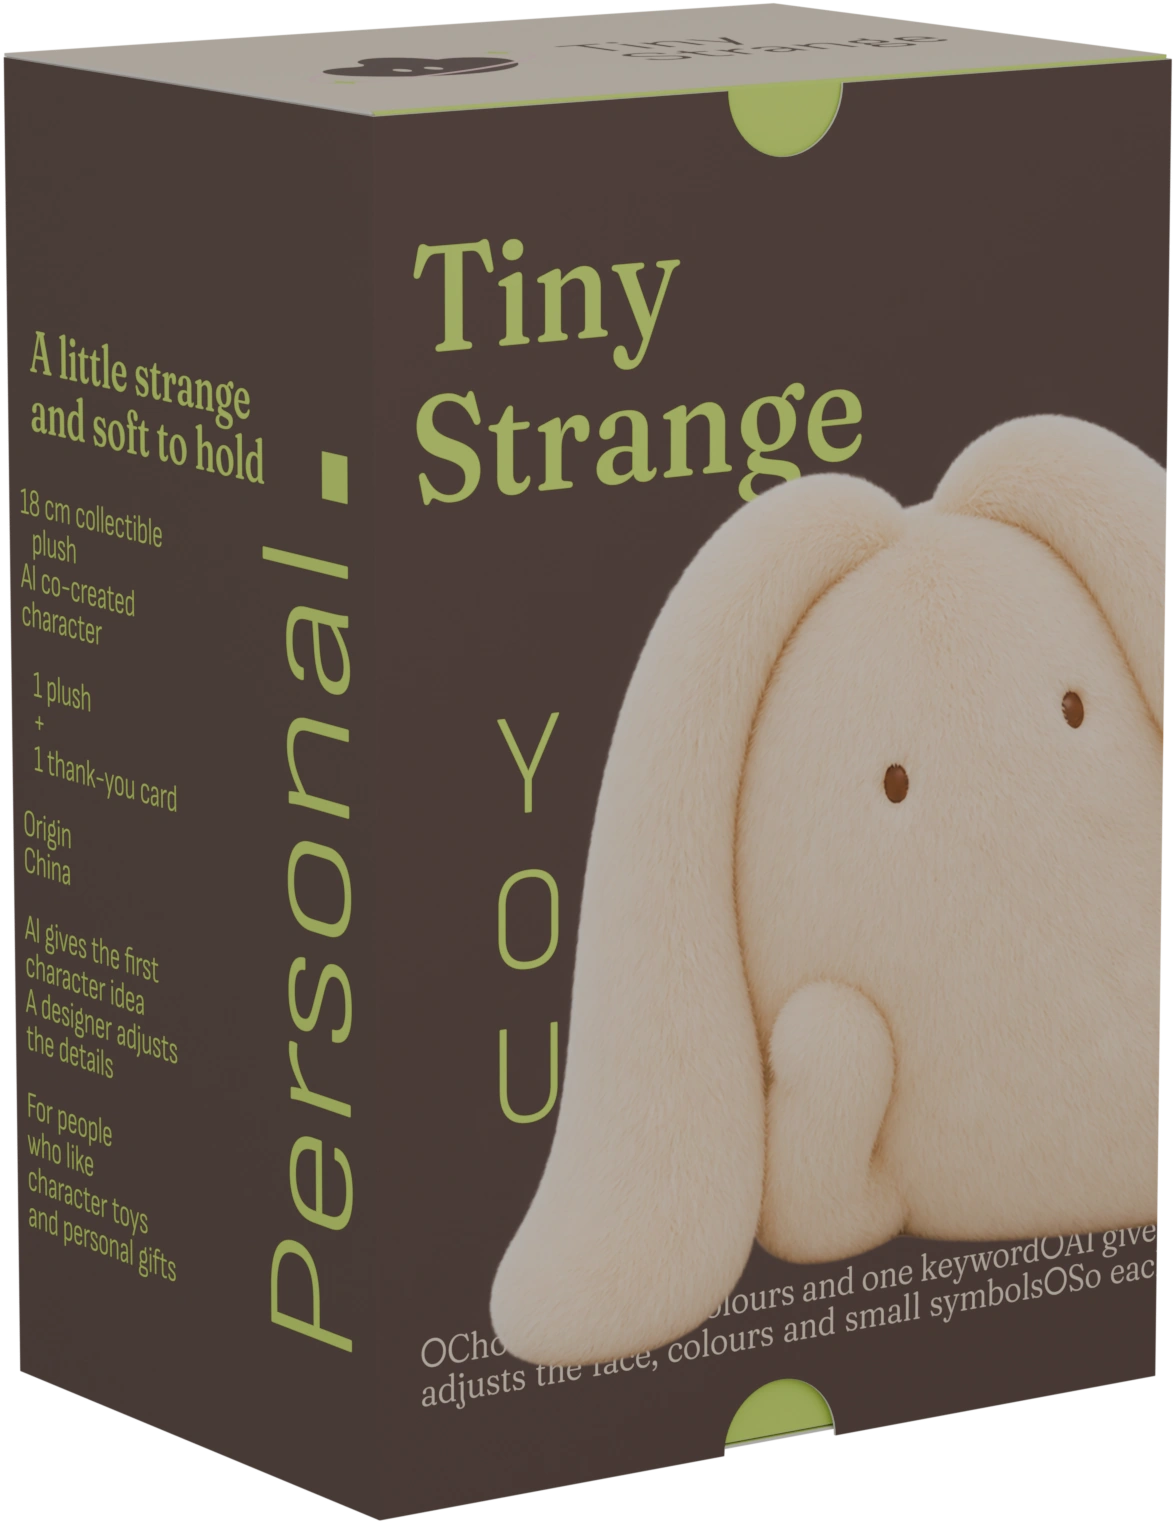 Tiny
Strange
Tiny
Strange
Y
O
U
colours and one keywordOAI give
OCho
adjusts the face, colours and small symbolsOSo eac
A little strange
and soft to hold
18 cm collectible
plush
AI co-created
character
1 plush
+
1 thank-you card
Origin
China
AI gives the first
character idea
A designer adjusts
the details
For people
who like
character toys
and personal gifts
Personal